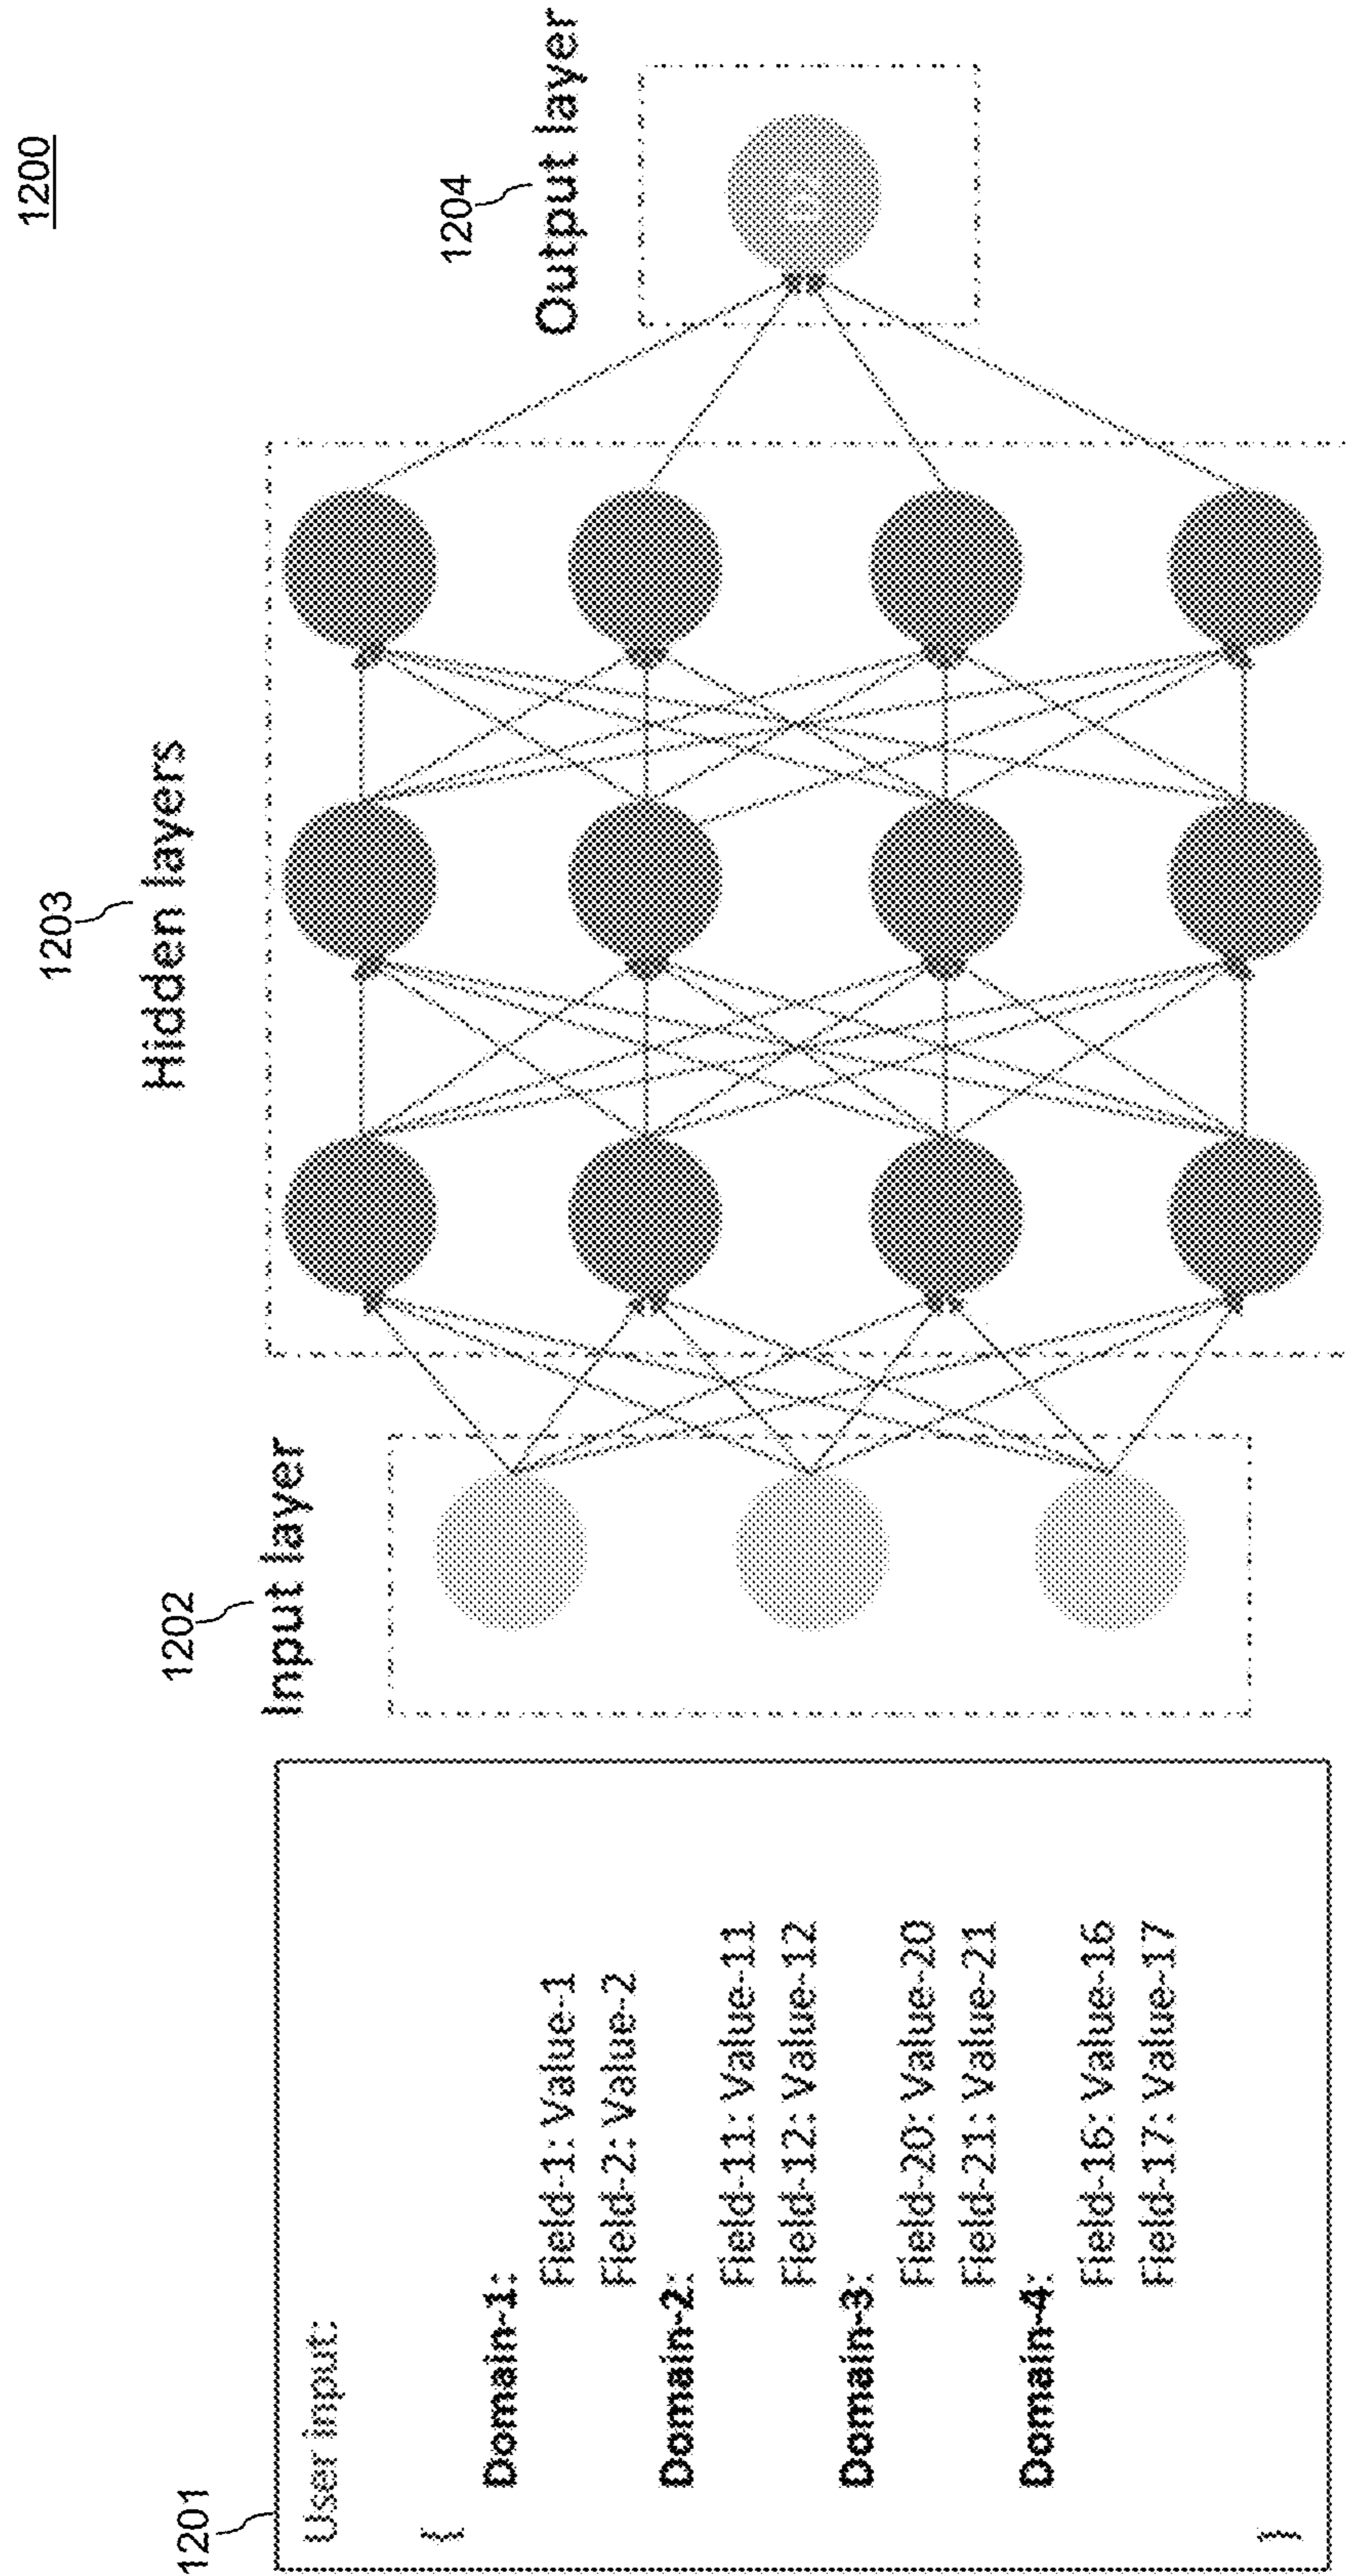 1200
1201
User input:
{
Domain-1:
Field-1: Value-1
Field-2: Value-2
Domain-2:
Field-11: Value-11
Field-12: Value-12
Domain-3:
Field-20: Value-20
Field-21: Value-21
Domain-4:
Field-16: Value-16
Field-17: Value-17
}
1202
Input layer
1203
Hidden layers
1204
Output layer